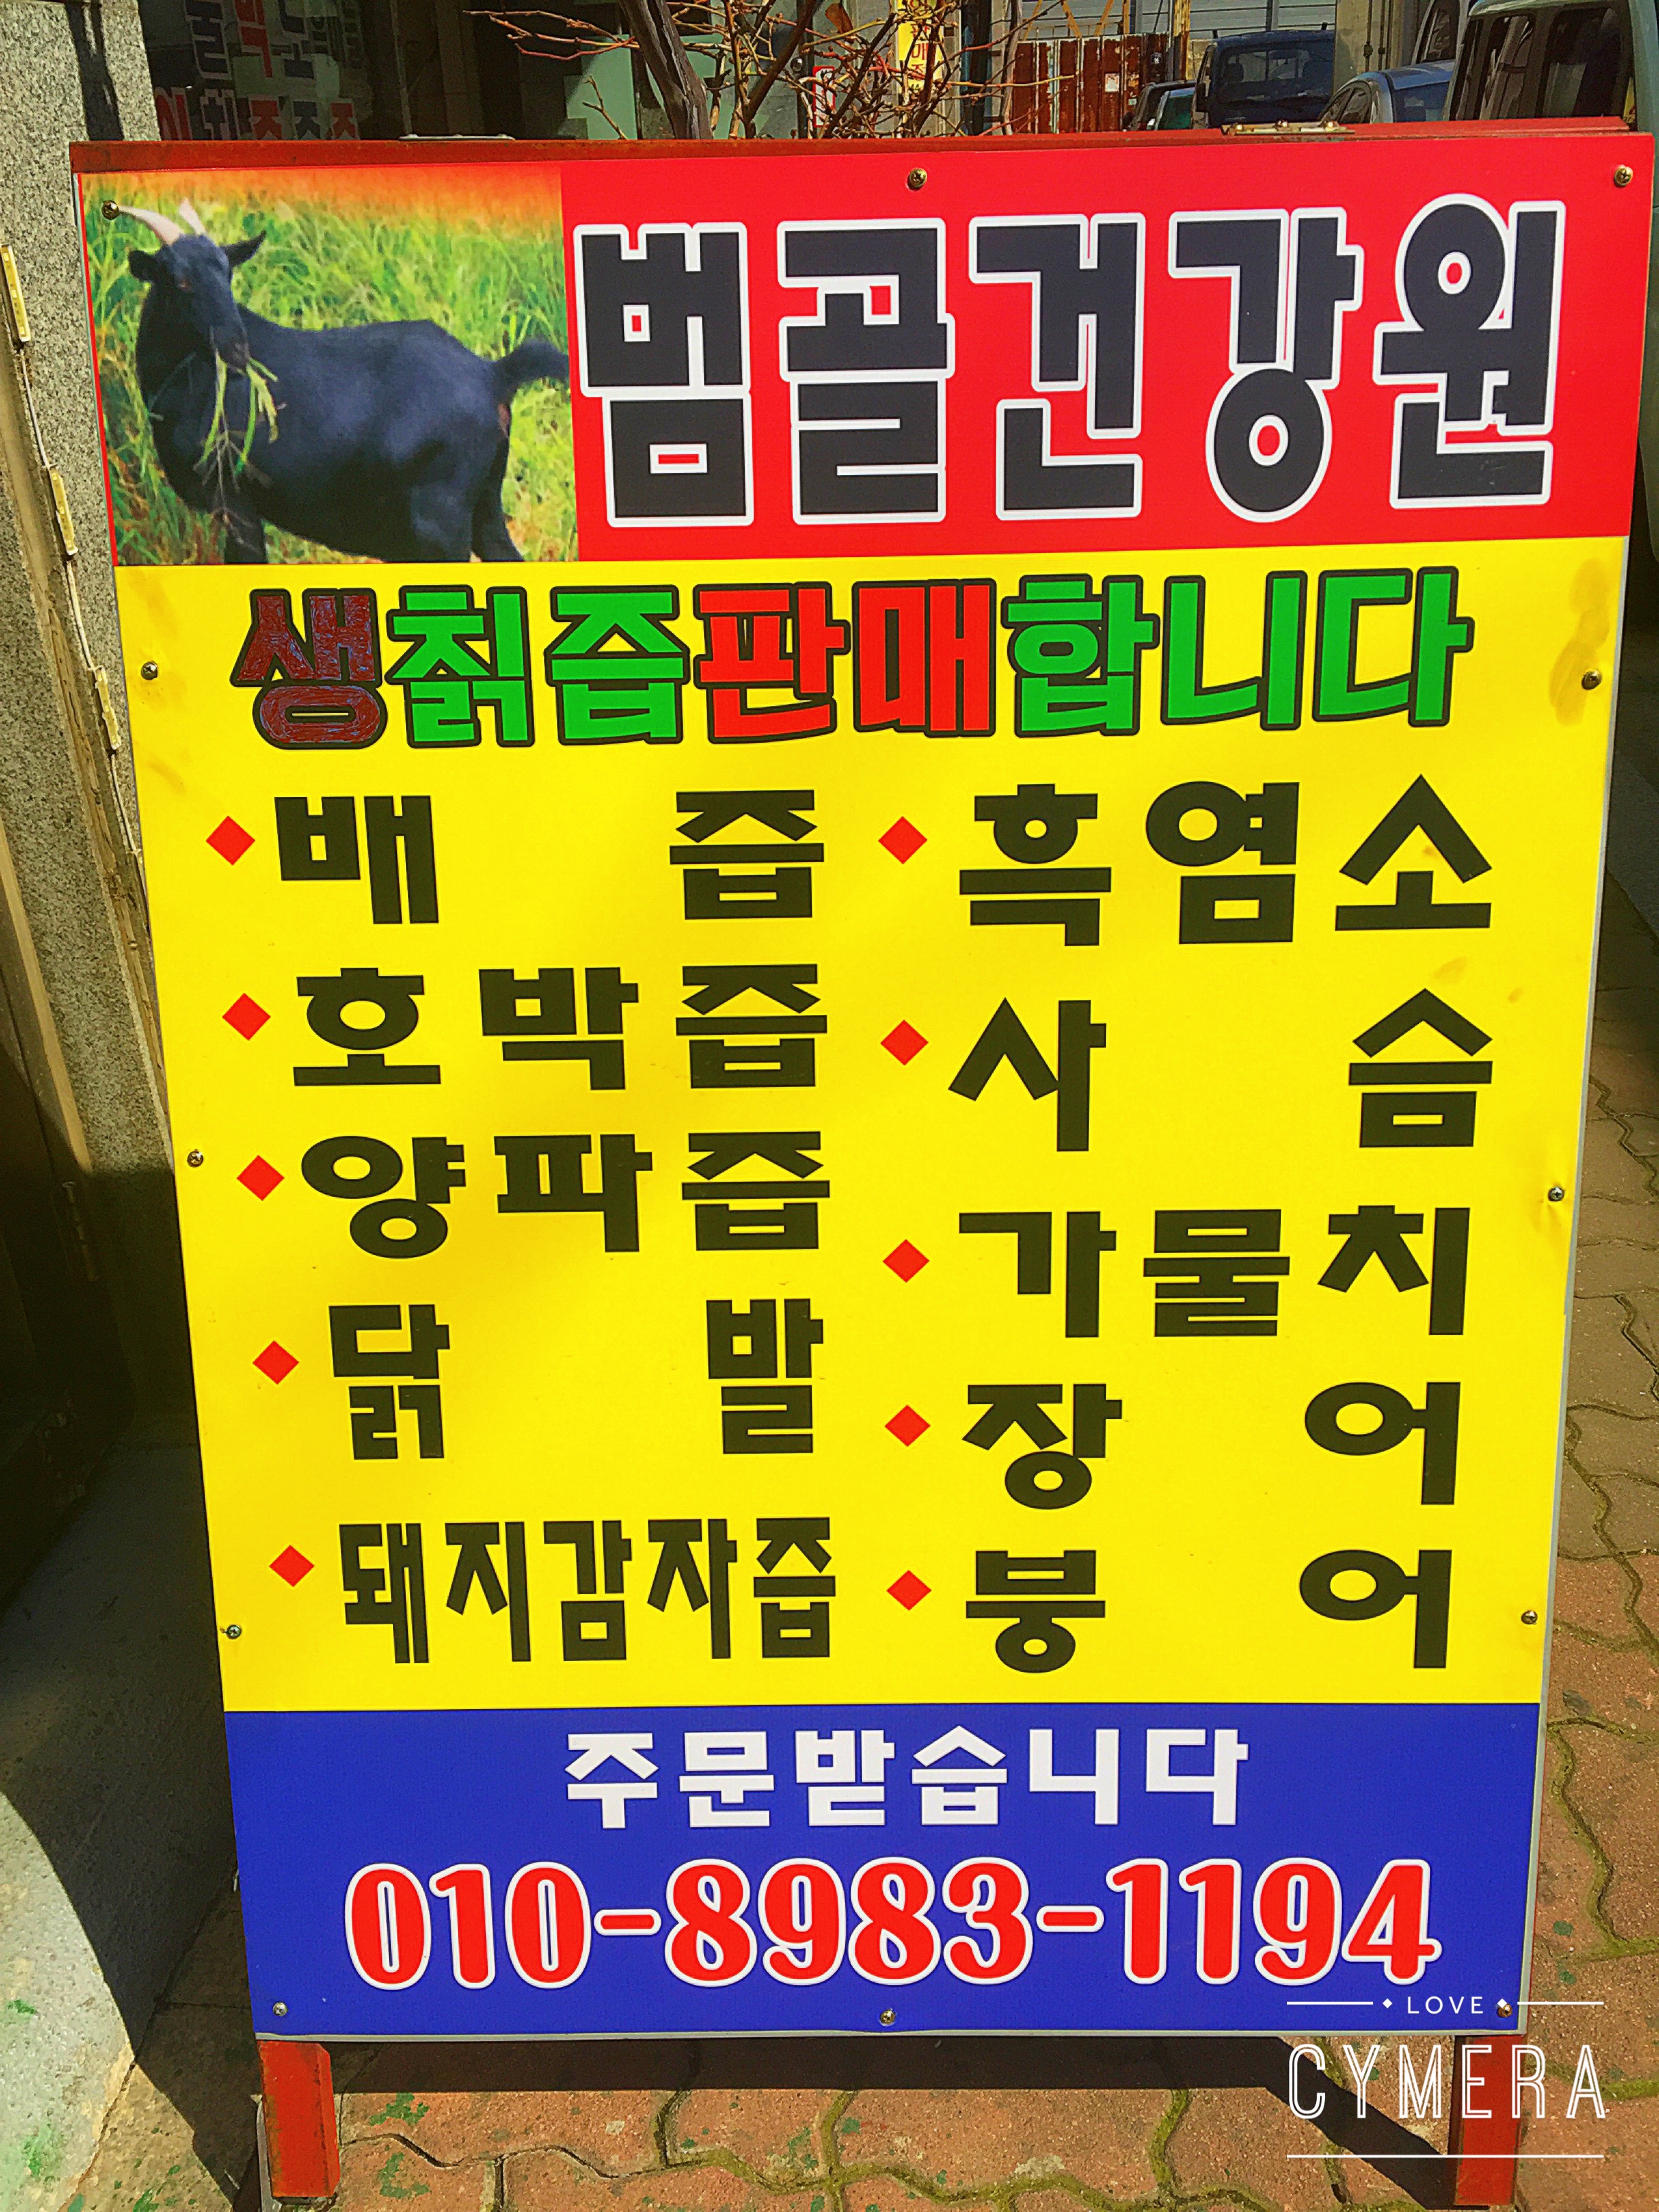 범골건강원
생칡즙판매합니다
배 즙
호박즙
양파즙
닭 발
돼지감자즙
흑염소
사 슴
가물치
장 어
붕 어
주문받습니다
010-8983-1194
LOVE
CYMERA